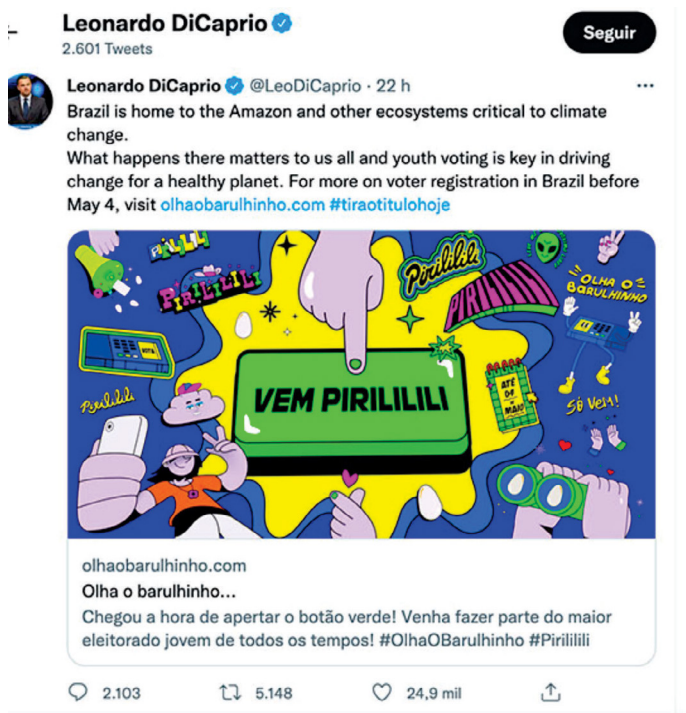 Leonardo DiCaprio
Seguir
2.601 Tweets
Leonardo DiCaprio @LeoDiCaprio · 22 h
Brazil is home to the Amazon and other ecosystems critical to climate
change.
What happens there matters to us all and youth voting is key in driving
change for a healthy planet. For more on voter registration in Brazil before
May 4, visit olhaobarulhinho.com #tiraotitulohoje
PIRILILILI
Pirililili
PIRILILILI
OLHA O
BARULHINHO
VOTA
VEM PIRILILILI
Pirililili
ATÉ
04
MAIO
Só Vem!
olhaobarulhinho.com
Olha o barulhinho...
Chegou a hora de apertar o botão verde! Venha fazer parte do maior
eleitorado jovem de todos os tempos! #OlhaOBarulhinho #Pirililili
2.103
5.148
24,9 mil